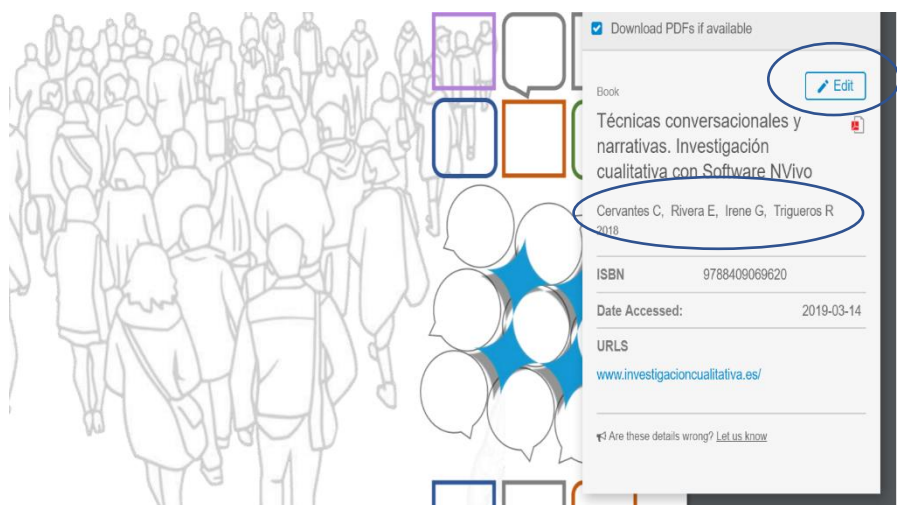 Download PDFs if available
Book
Edit
Técnicas conversacionales y
narrativas. Investigación
cualitativa con Software NVivo
Cervantes C, Rivera E, Irene G, Trigueros R
2018
ISBN 9788409069620
Date Accessed: 2019-03-14
URLS
www.investigacioncualitativa.es/
Are these details wrong? Let us know